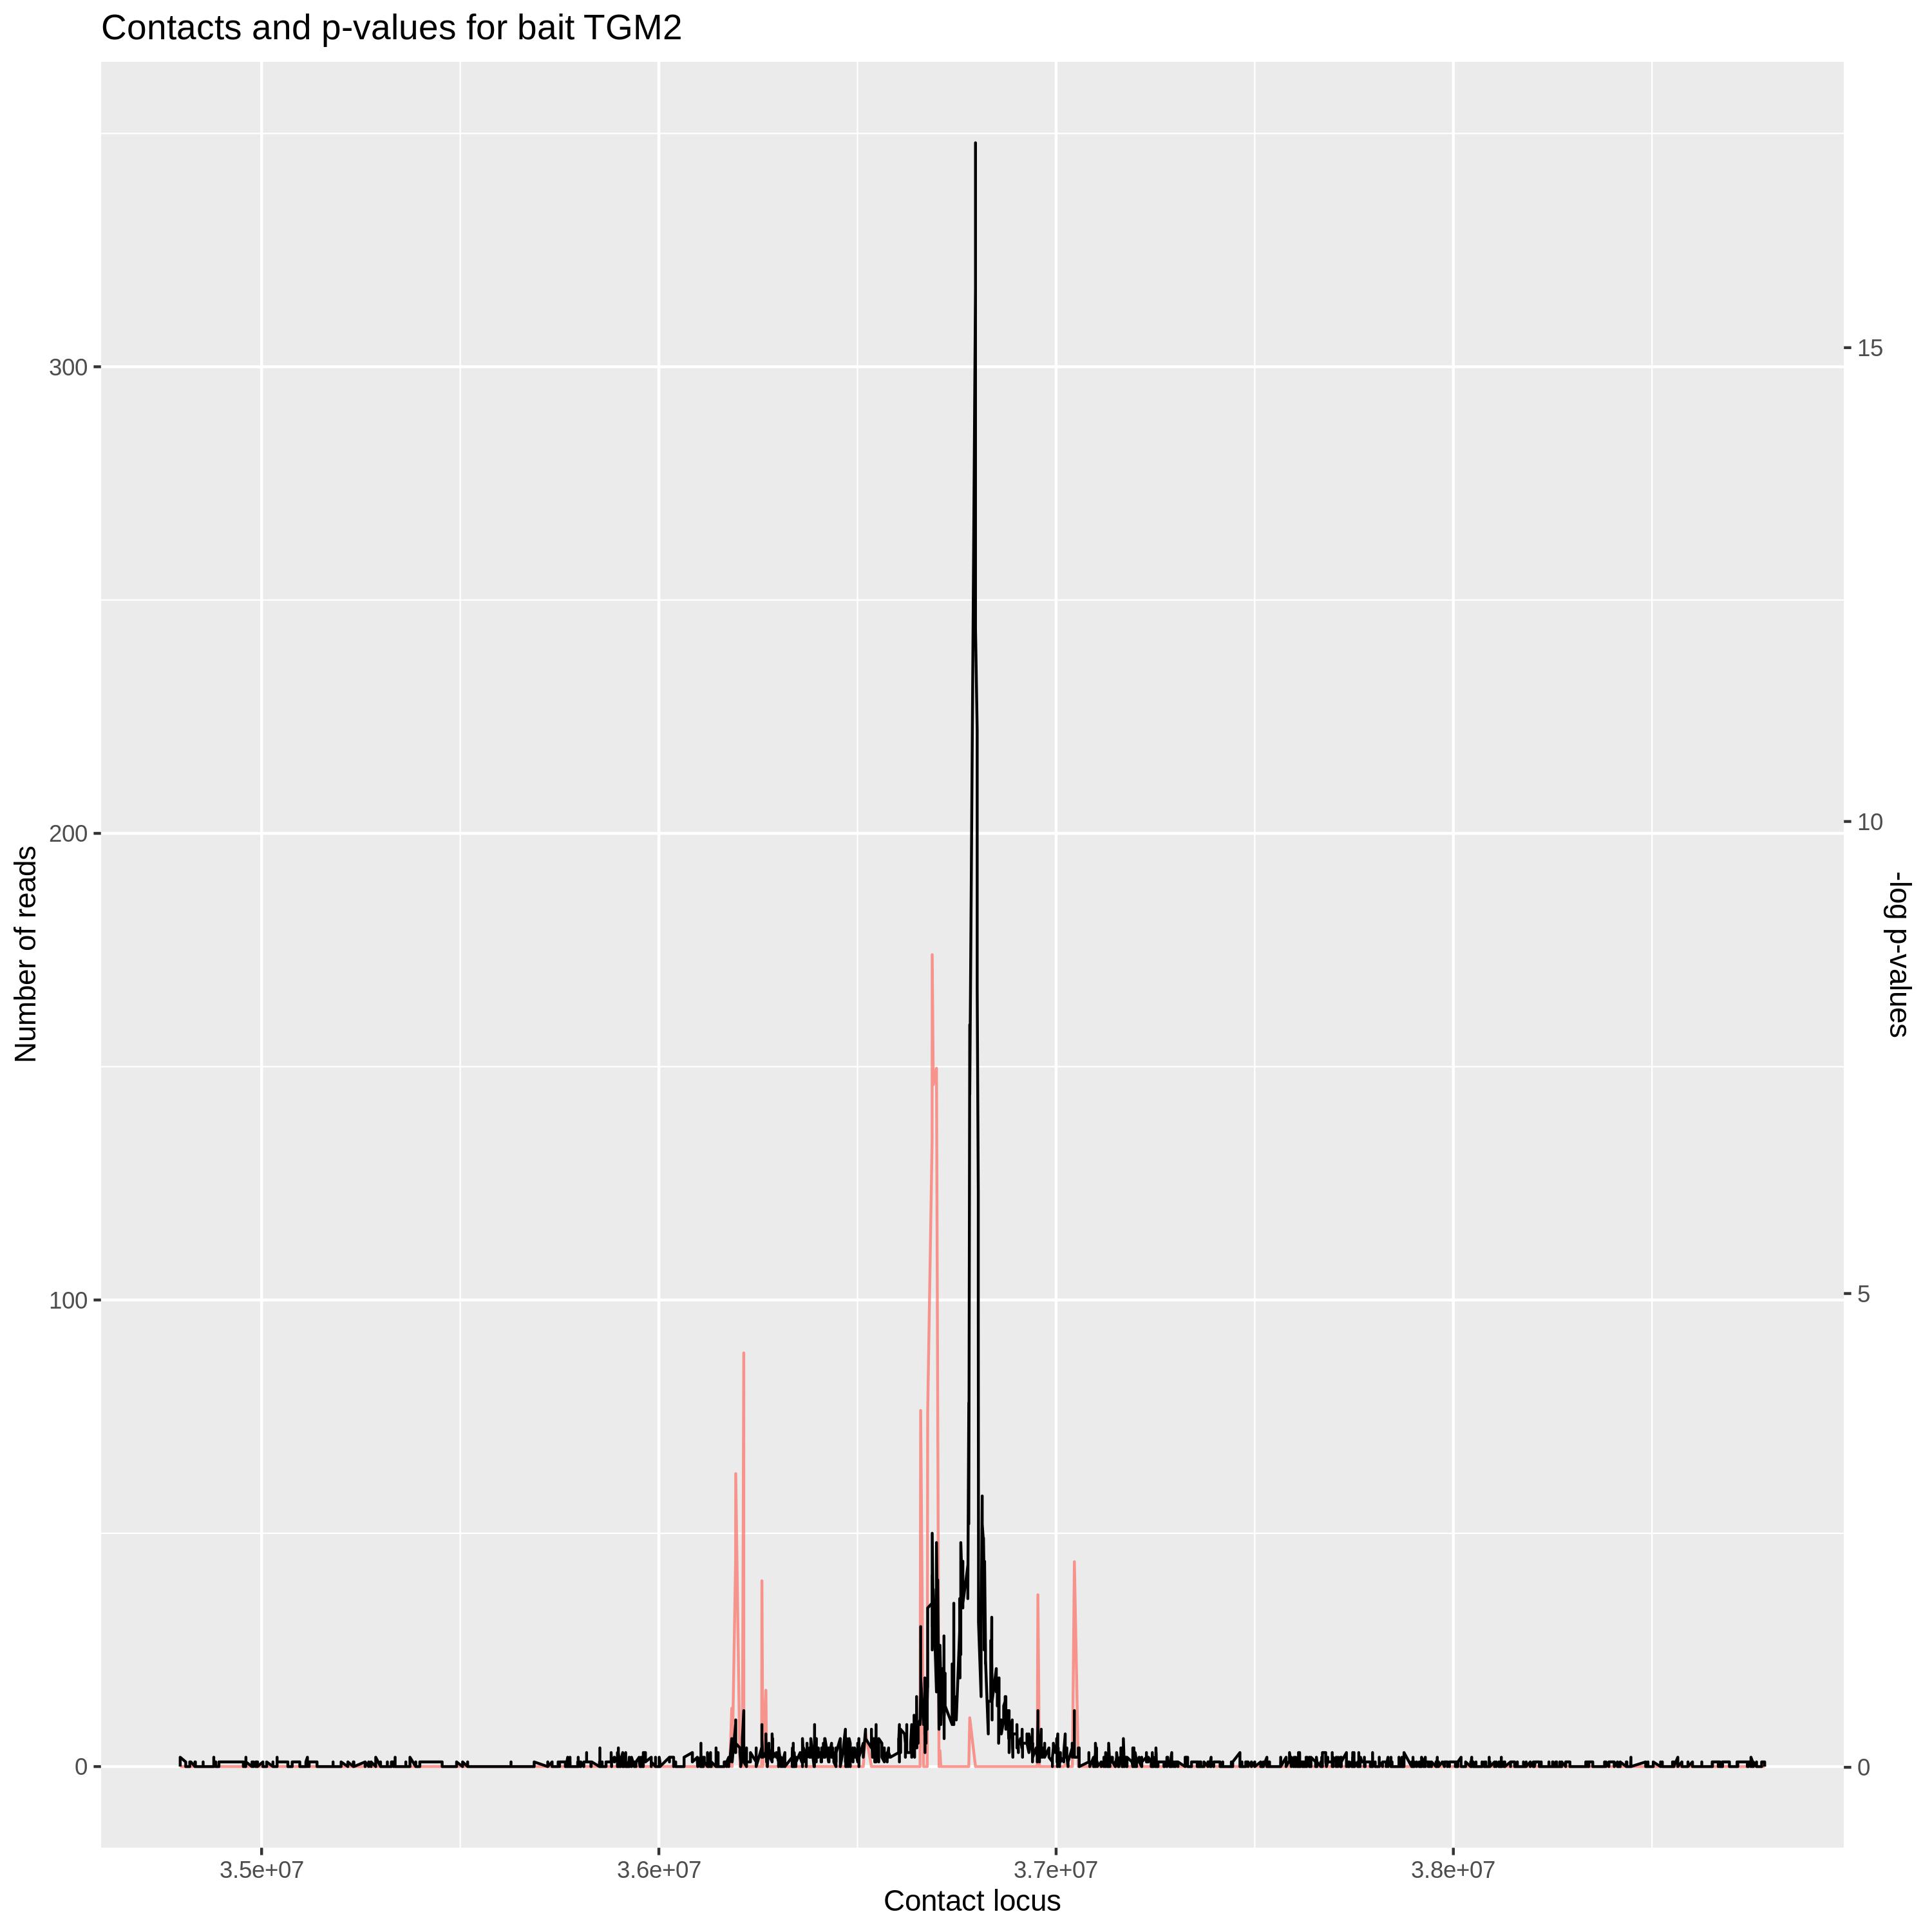 Contacts and p-values for bait TGM2
Number of reads
300
200
100
0
15
10
5
0
-log p-values
3.5e+07
3.6e+07
3.7e+07
3.8e+07
Contact locus